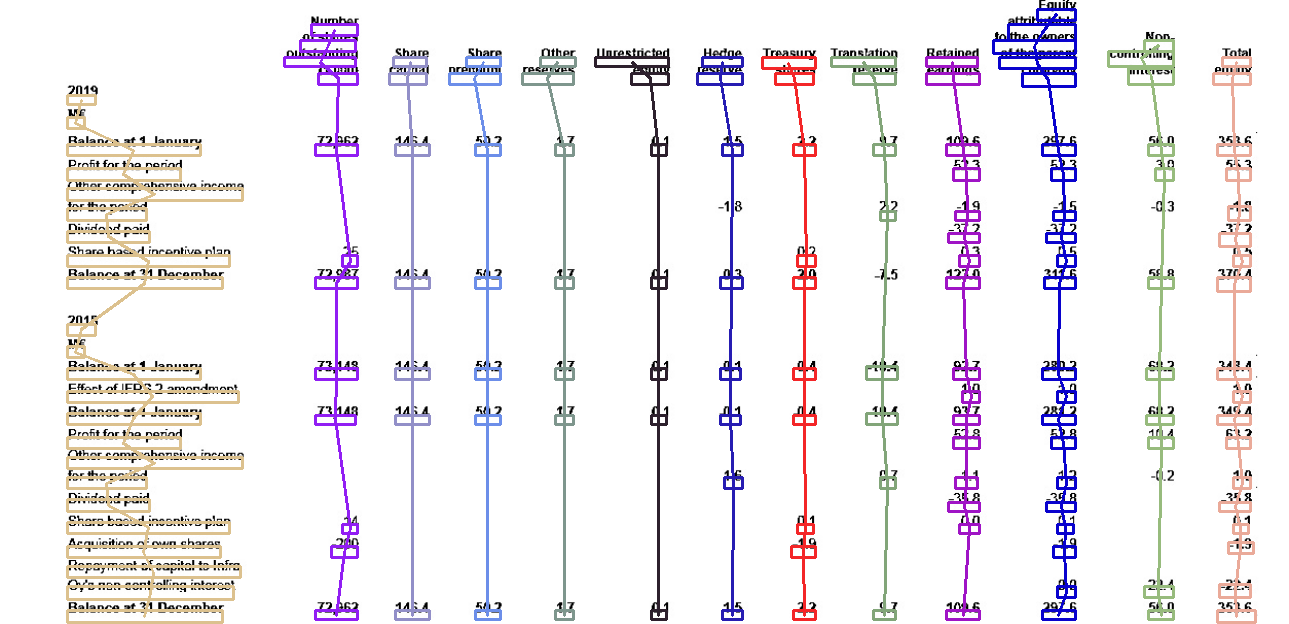 Equity
Number attributable
of shares to the owners Non-
outstanding Share Share Other Unrestricted Hedge Treasury Translation Retained of the parent controlling Total
capital premium reserves equity reserve shares reserve earnings company interest equity
2019
M€
Balance at 1 January 72,962 146.4 50.2 1.7 0.1 1.5 2.2 9.7 109.6 297.6 56.0 353.6
Profit for the period 52.3 52.3 3.0 55.3
Other comprehensive income
for the period -1.8 2.2 -1.9 -1.5 -0.3 -1.8
Dividend paid -37.2 -37.2 -37.2
Share based incentive plan 25 0.2 0.3 0.5 0.5
Balance at 31 December 72,987 146.4 50.2 1.7 0.1 0.3 2.0 -7.5 127.0 311.6 58.8 370.4
2015
M€
Balance at 1 January 73,148 146.4 50.2 1.7 0.1 0.1 0.4 -10.4 92.7 280.2 68.2 348.4
Effect of IFRS 2 amendment 1.0 1.0 1.0
Balance at 1 January 73,148 146.4 50.2 1.7 0.1 0.1 0.4 -10.4 93.7 281.2 68.2 349.4
Profit for the period 52.8 52.8 10.4 63.2
Other comprehensive income
for the period 1.6 0.7 -1.1 1.2 -0.2 1.0
Dividend paid -35.8 -35.8 -35.8
Share based incentive plan 14 0.1 0.0 0.1 0.1
Acquisition of own shares -200 -1.9 -1.9 -1.9
Repayment of capital to Infra
Oy's non-controlling interest 0.0 -22.4 -22.4
Balance at 31 December 72,962 146.4 50.2 1.7 0.1 1.5 2.2 9.7 109.6 297.6 56.0 353.6